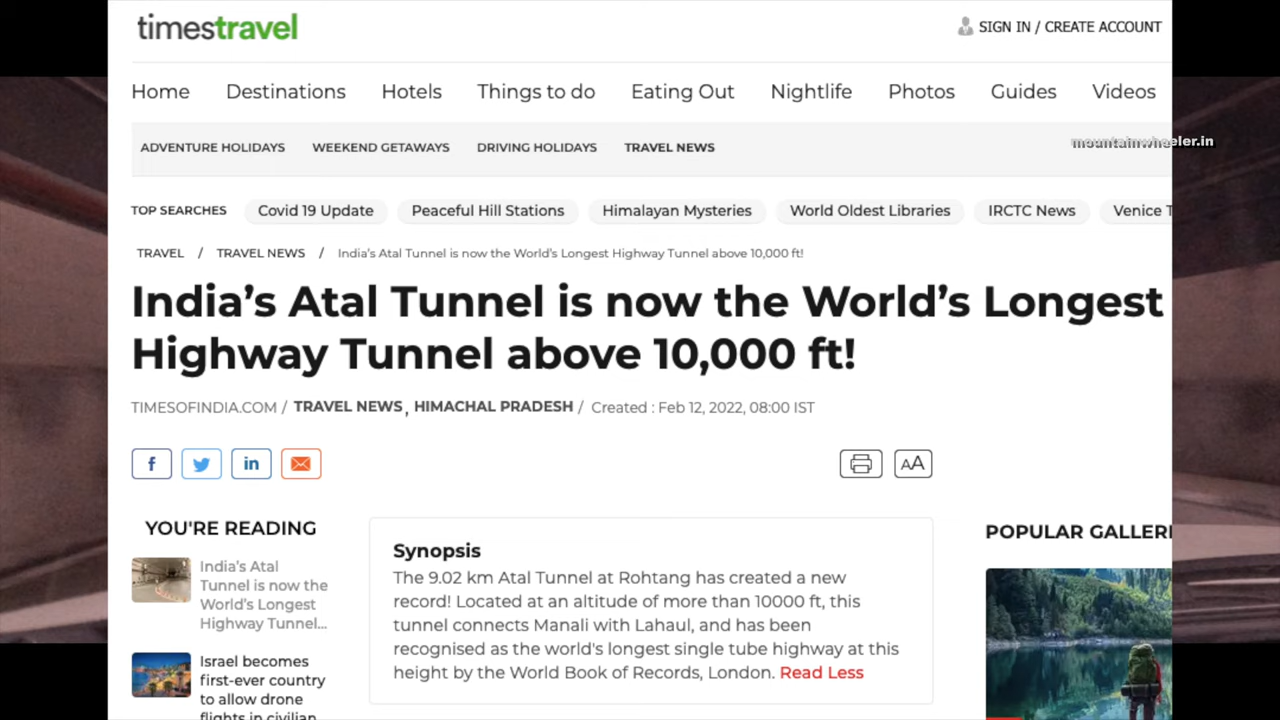 timestravel
SIGN IN / CREATE ACCOUNT
Home Destinations Hotels Things to do Eating Out Nightlife Photos Guides Videos
ADVENTURE HOLIDAYS WEEKEND GETAWAYS DRIVING HOLIDAYS TRAVEL NEWS
mountainwheeler.in
TOP SEARCHES Covid 19 Update Peaceful Hill Stations Himalayan Mysteries World Oldest Libraries IRCTC News Venice T
TRAVEL / TRAVEL NEWS / India's Atal Tunnel is now the World's Longest Highway Tunnel above 10,000 ft!
India's Atal Tunnel is now the World's Longest
Highway Tunnel above 10,000 ft!
TIMESOFINDIA.COM / TRAVEL NEWS, HIMACHAL PRADESH / Created : Feb 12, 2022, 08:00 IST
f in AA
YOU'RE READING
India's Atal
Tunnel is now the
World's Longest
Highway Tunnel...
Israel becomes
first-ever country
to allow drone
flights in civilian
Synopsis
The 9.02 km Atal Tunnel at Rohtang has created a new
record! Located at an altitude of more than 10000 ft, this
tunnel connects Manali with Lahaul, and has been
recognised as the world's longest single tube highway at this
height by the World Book of Records, London. Read Less
POPULAR GALLERI